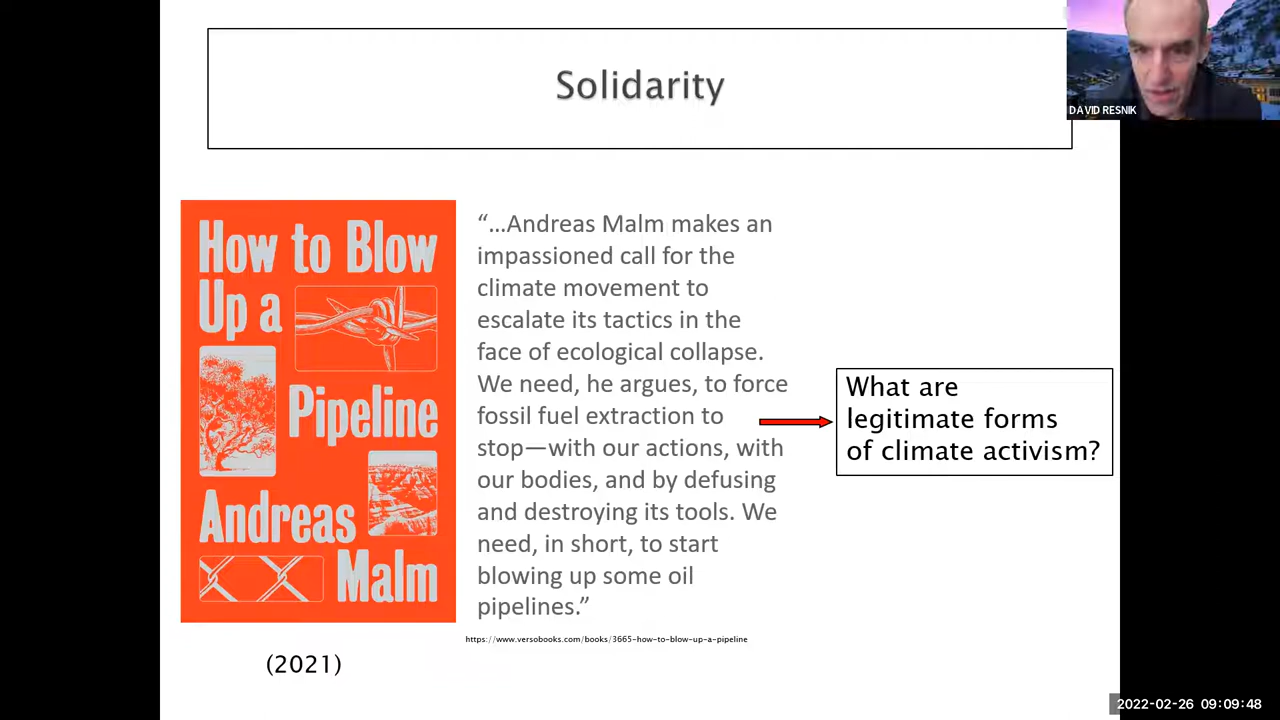 Solidarity
DAVID RESNIK
How to Blow
Up a
Pipeline
Andreas
Malm
(2021)
“…Andreas Malm makes an
impassioned call for the
climate movement to
escalate its tactics in the
face of ecological collapse.
We need, he argues, to force
fossil fuel extraction to
stop—with our actions, with
our bodies, and by defusing
and destroying its tools. We
need, in short, to start
blowing up some oil
pipelines.”
https://www.versobooks.com/books/3665-how-to-blow-up-a-pipeline
What are
legitimate forms
of climate activism?
2022-02-26 09:09:48